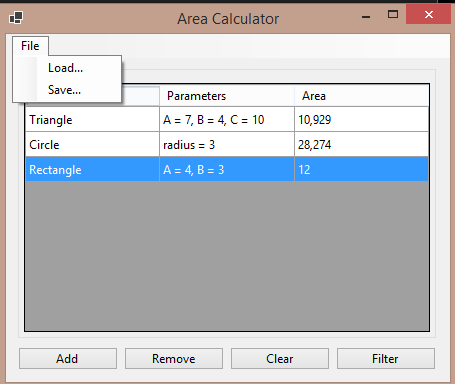 Area Calculator
File
Load...
Save...
Parameters Area
Triangle A = 7, B = 4, C = 10 10,929
Circle radius = 3 28,274
Rectangle A = 4, B = 3 12
Add Remove Clear Filter